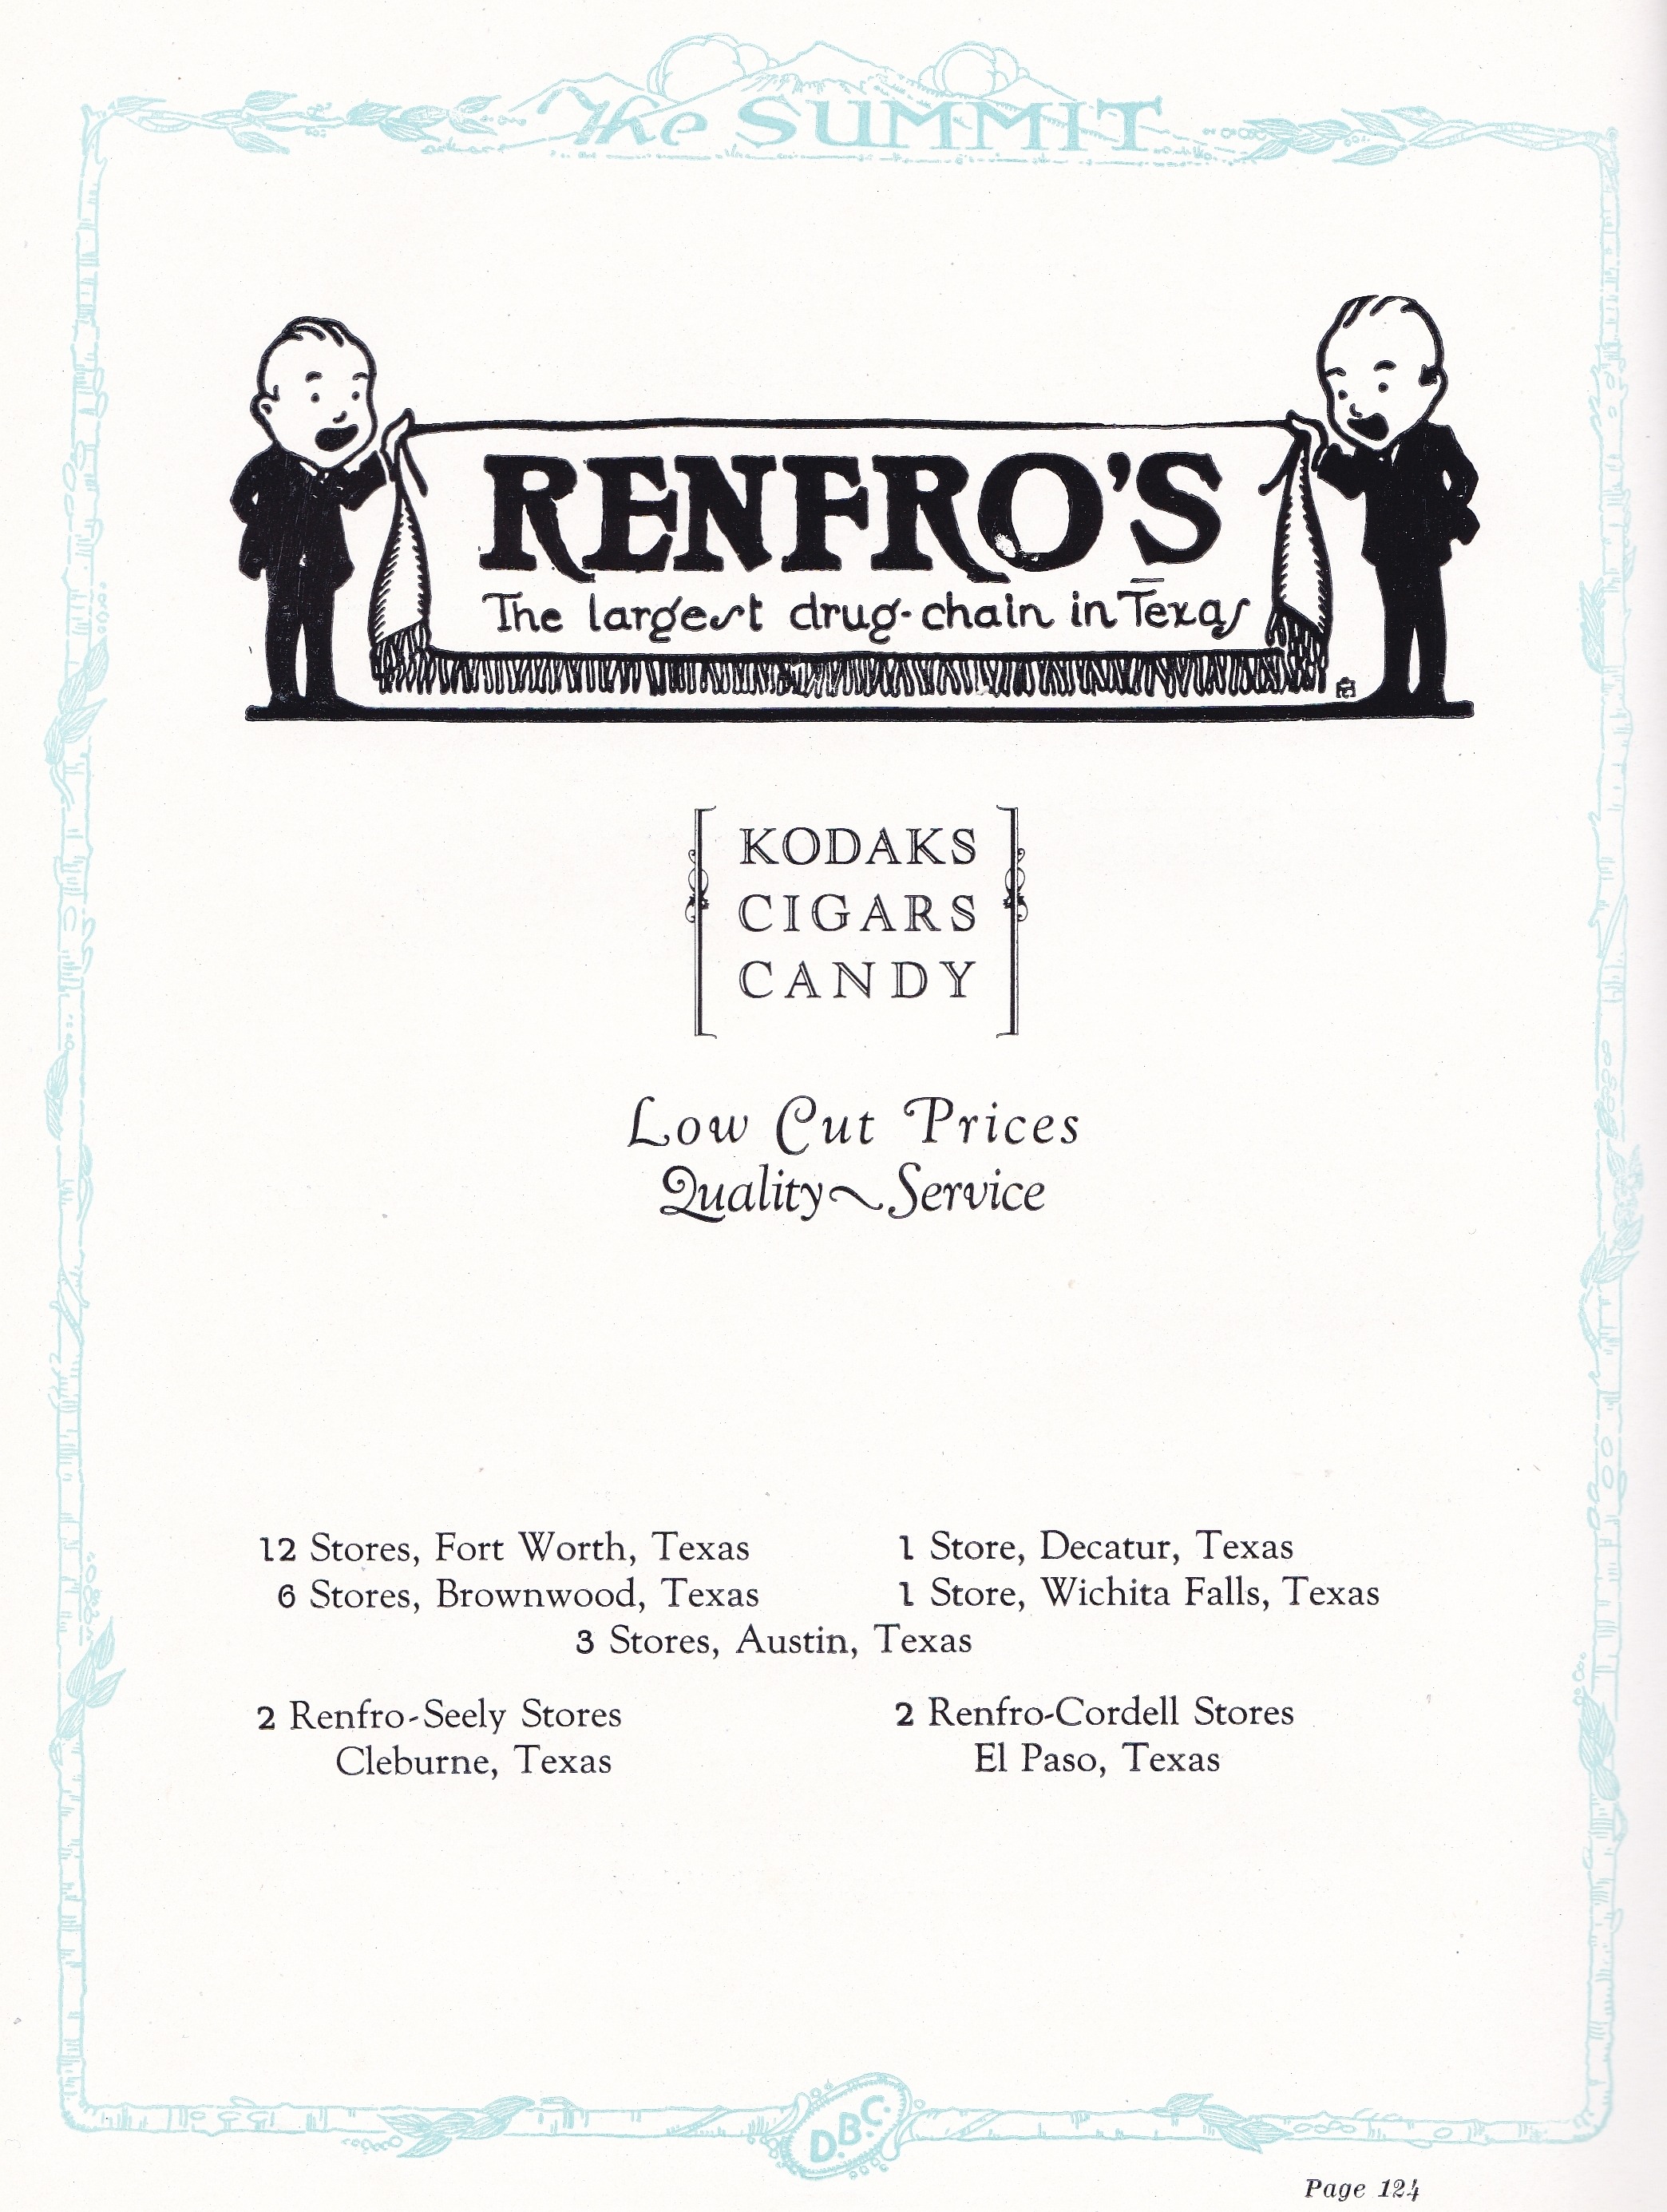 The SUMMIT
RENFRO'S
The largest drug-chain in Texas
KODAKS
CIGARS
CANDY
Low Cut Prices
Quality~Service
12 Stores, Fort Worth, Texas
1 Store, Decatur, Texas
6 Stores, Brownwood, Texas
1 Store, Wichita Falls, Texas
3 Stores, Austin, Texas
2 Renfro-Seely Stores
Cleburne, Texas
2 Renfro-Cordell Stores
El Paso, Texas
D.B.C.
Page 124